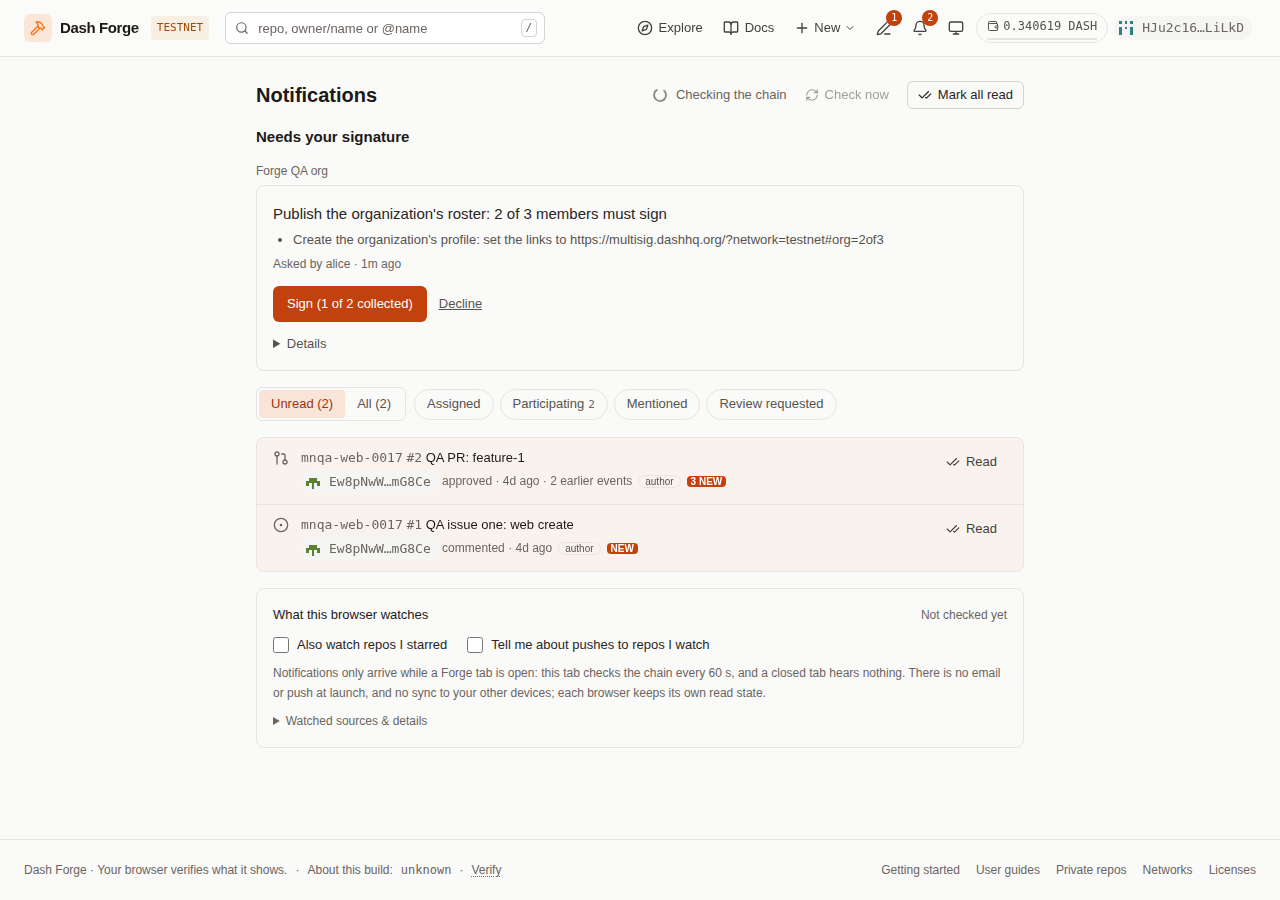 Dash Forge TESTNET repo, owner/name or @name / Explore Docs New 1 2 0.340619 DASH HJu2c16…LiLkD
Notifications Checking the chain Check now Mark all read
Needs your signature
Forge QA org
Publish the organization's roster: 2 of 3 members must sign
• Create the organization's profile: set the links to https://multisig.dashhq.org/?network=testnet#org=2of3
Asked by alice · 1m ago
Sign (1 of 2 collected) Decline
Details
Unread (2) All (2) Assigned Participating 2 Mentioned Review requested
mnqa-web-0017 #2 QA PR: feature-1 Read
Ew8pNwW…mG8Ce approved · 4d ago · 2 earlier events author 3 NEW
mnqa-web-0017 #1 QA issue one: web create Read
Ew8pNwW…mG8Ce commented · 4d ago author NEW
What this browser watches Not checked yet
Also watch repos I starred Tell me about pushes to repos I watch
Notifications only arrive while a Forge tab is open: this tab checks the chain every 60 s, and a closed tab hears nothing. There is no email
or push at launch, and no sync to your other devices; each browser keeps its own read state.
Watched sources & details
Dash Forge · Your browser verifies what it shows. · About this build: unknown · Verify Getting started User guides Private repos Networks Licenses